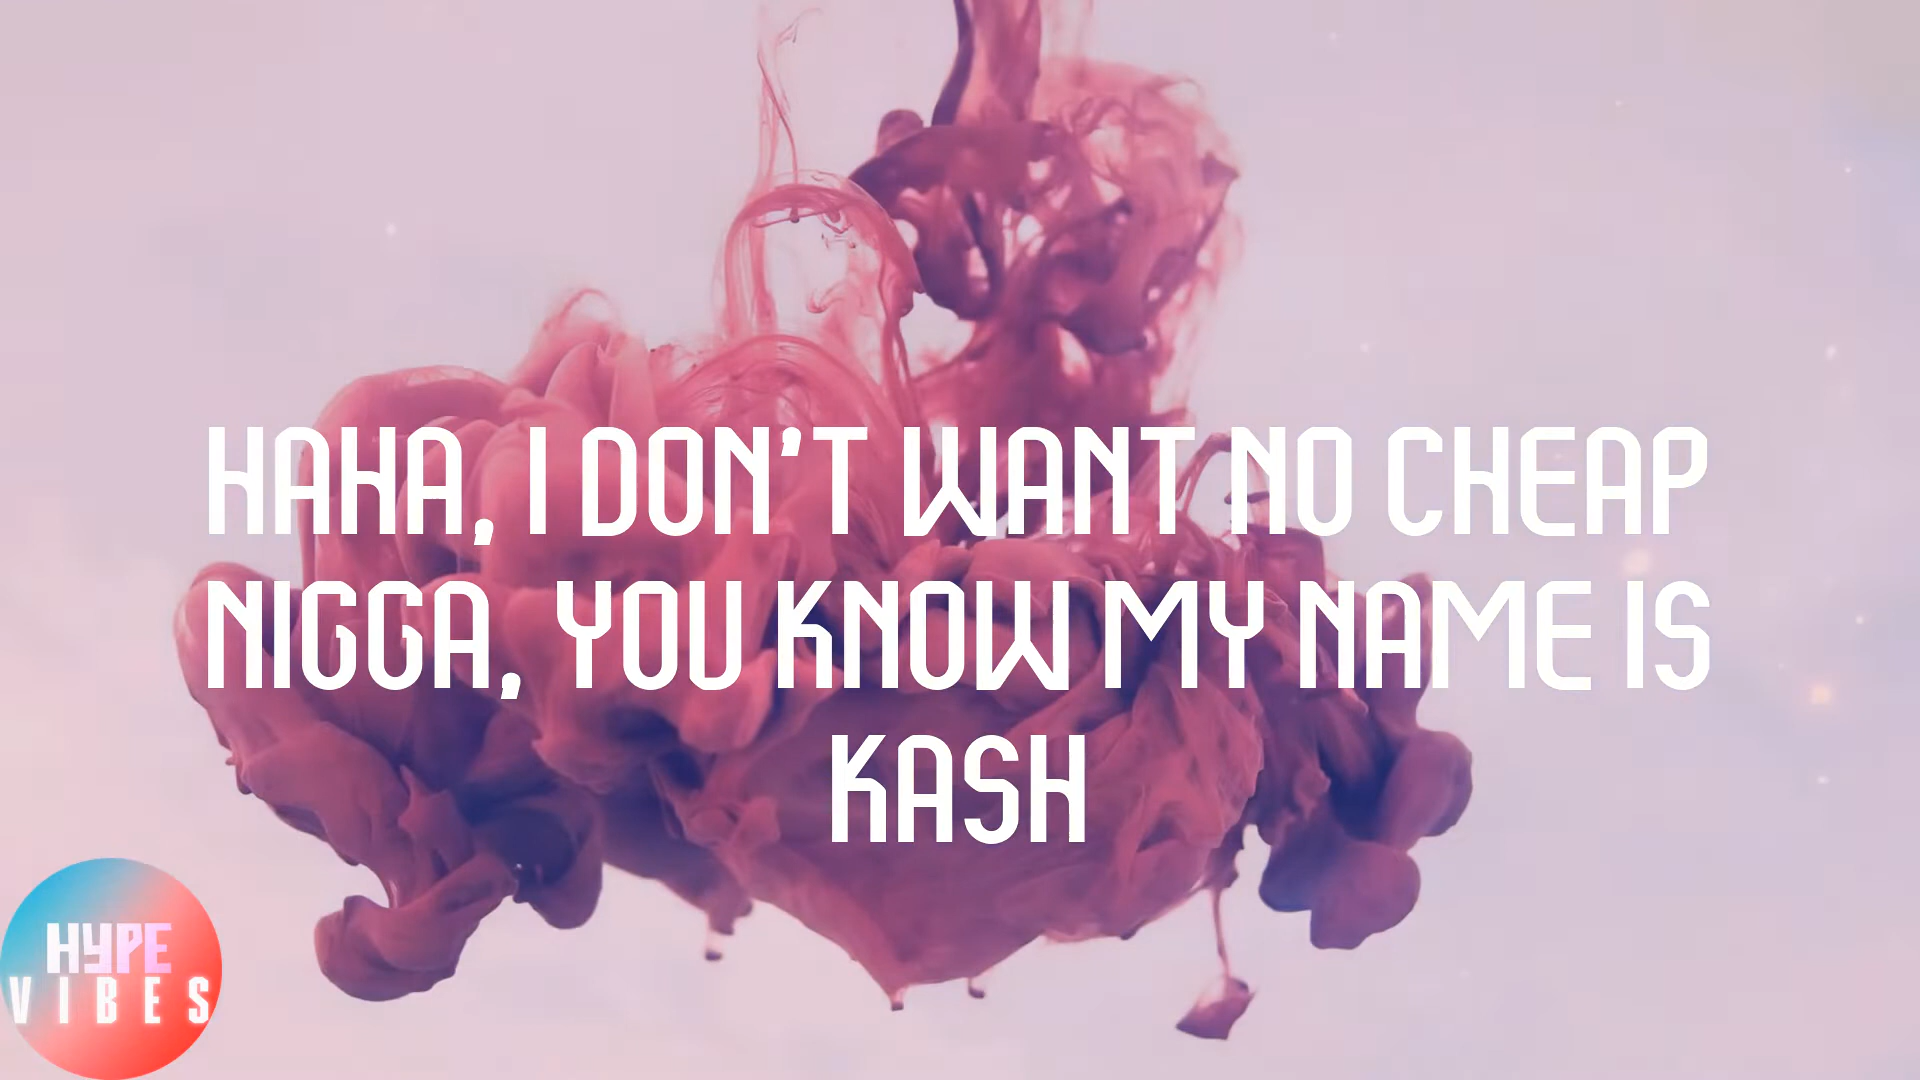 HAHA, I DON'T WANT NO CHEAP
NIGGA, YOU KNOW MY NAME IS
KASH
HYPE
VIBES